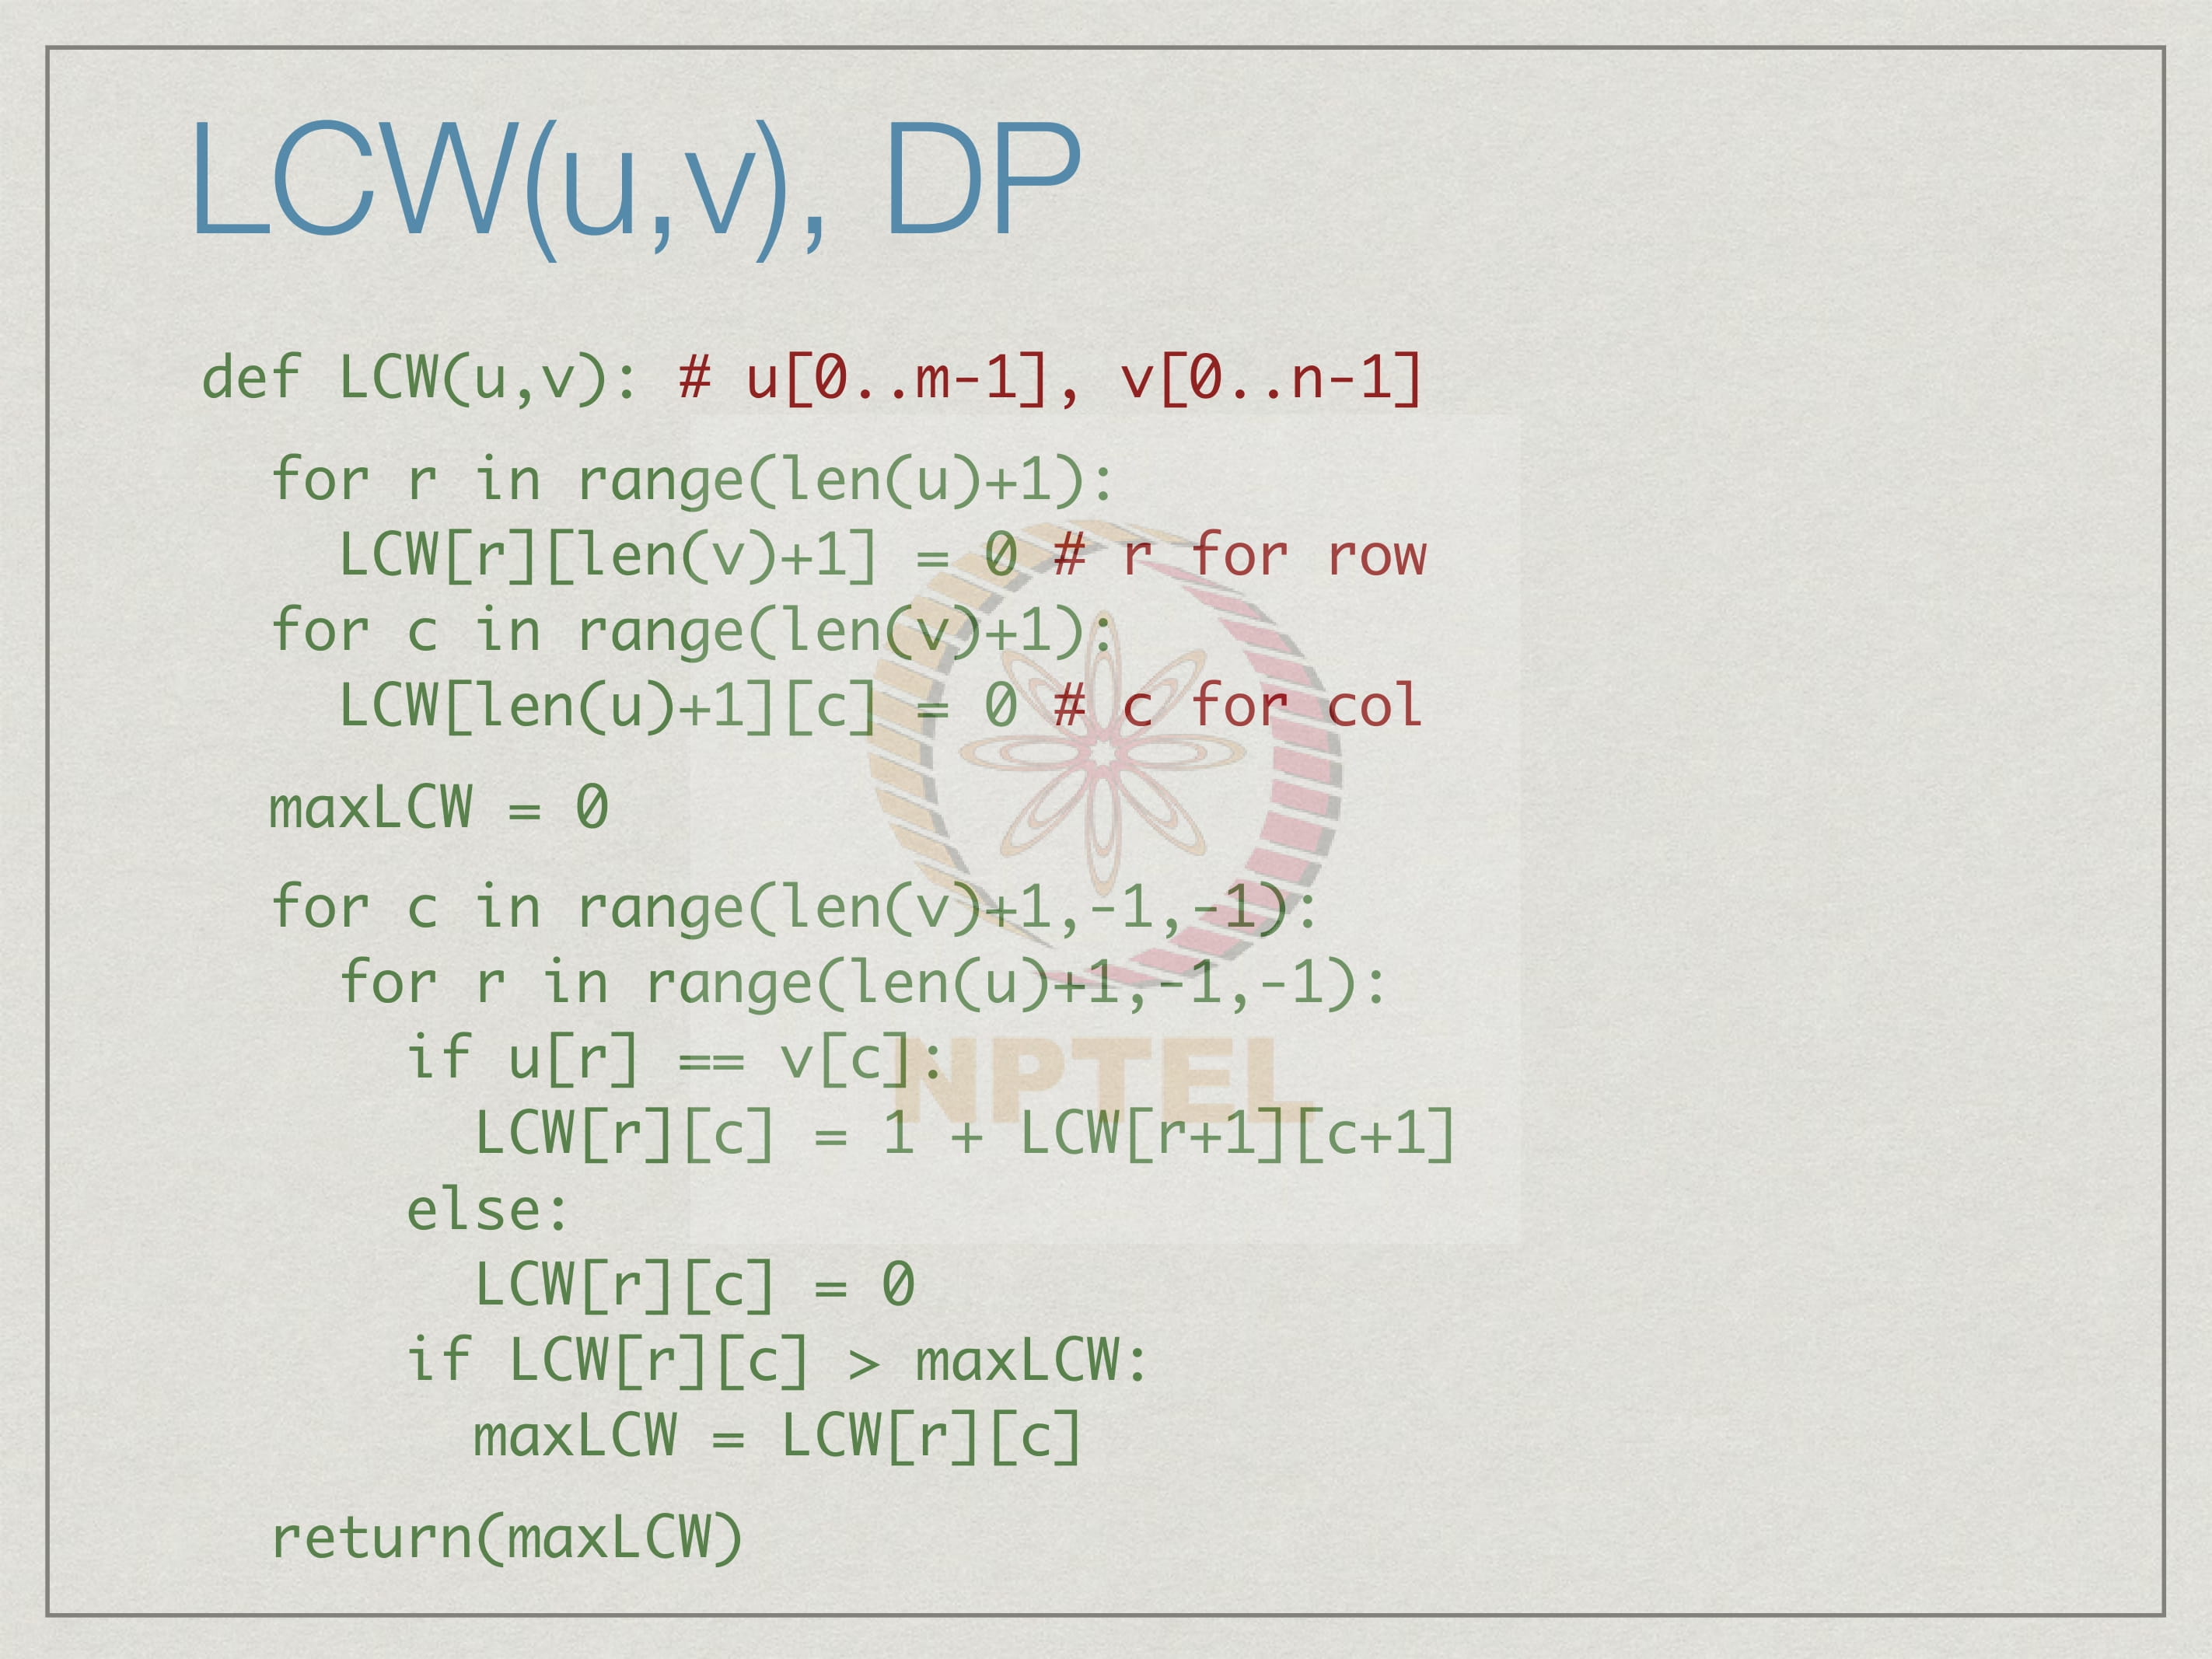 LCW(u,v), DP
def LCW(u,v): # u[0..m-1], v[0..n-1]
for r in range(len(u)+1):
LCW[r][len(v)+1] = 0 # r for row
for c in range(len(v)+1):
LCW[len(u)+1][c] = 0 # c for col
maxLCW = 0
for c in range(len(v)+1,-1,-1):
for r in range(len(u)+1,-1,-1):
if u[r] == v[c]:
LCW[r][c] = 1 + LCW[r+1][c+1]
else:
LCW[r][c] = 0
if LCW[r][c] > maxLCW:
maxLCW = LCW[r][c]
return(maxLCW)
NPTEL